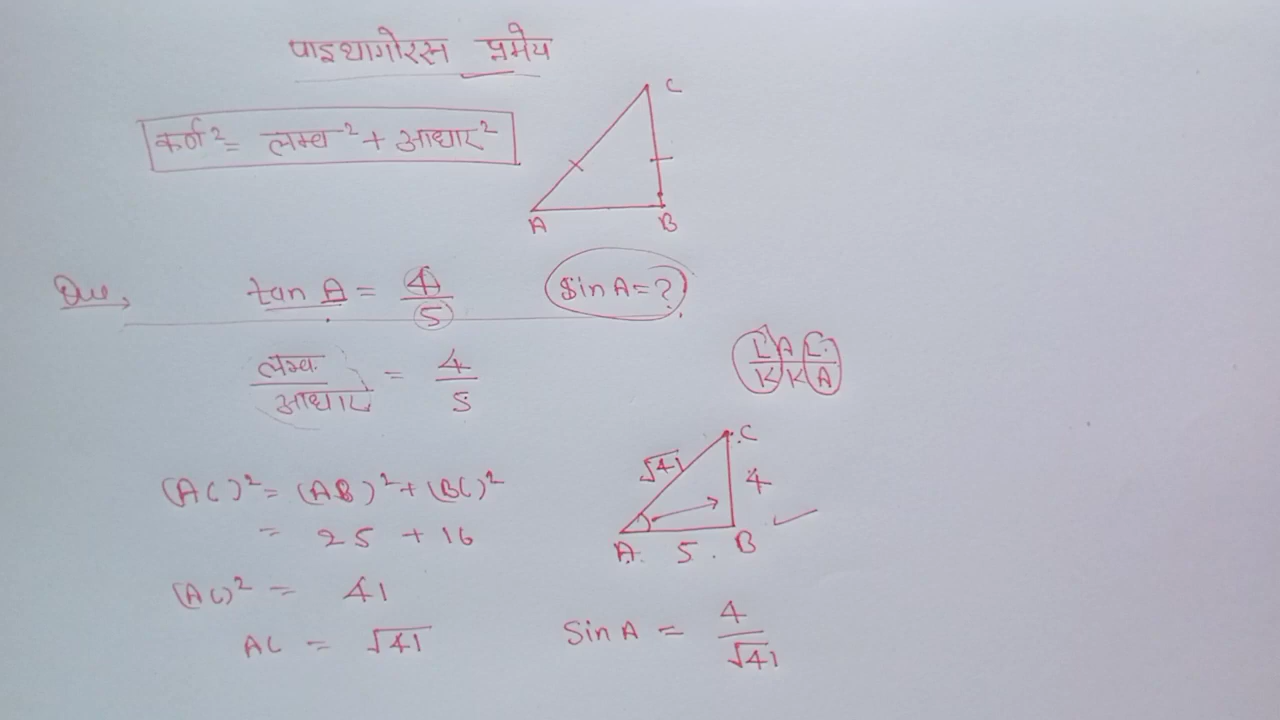 पाइथागोरस प्रमेय
कर्ण² = लम्ब² + आधार²
C
A B
Que, tan A = 4/5 Sin A = ?
लम्ब/आधार = 4/5
L A L
K K A
(AC)² = (AB)² + (BC)²
= 25 + 16
(AC)² = 41
AC = √41
C
√41 4
A 5 B
Sin A = 4/√41